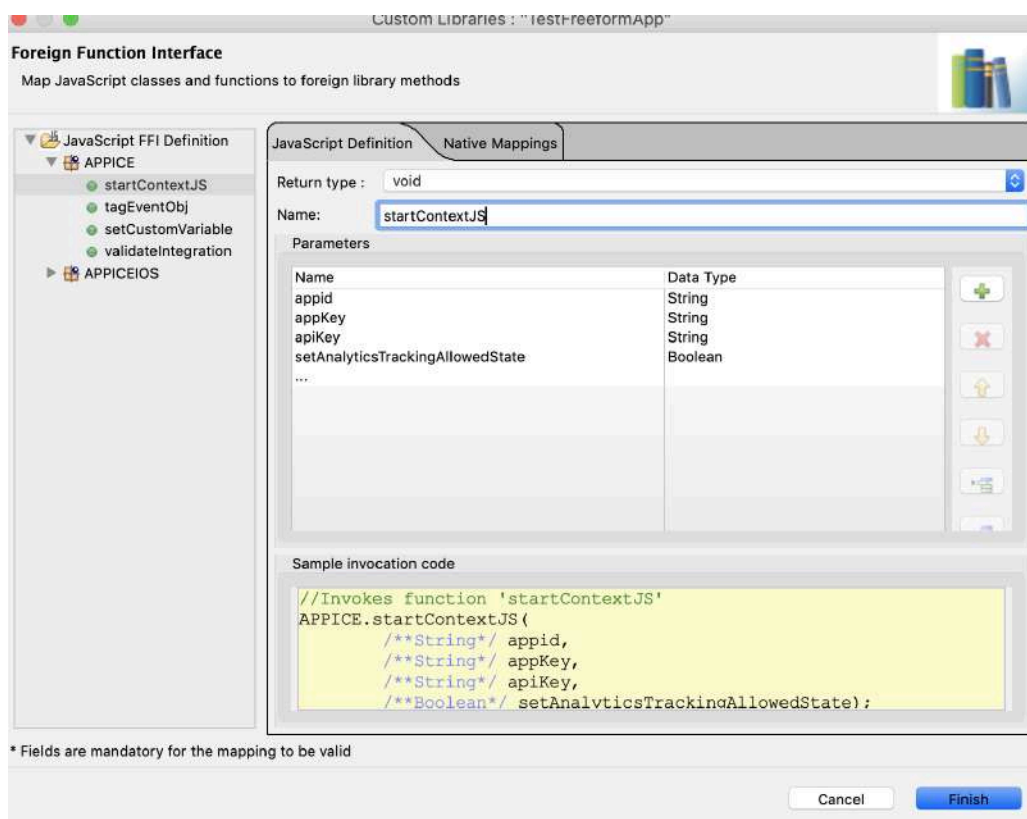 Custom Libraries : "TestFreeformApp"
Foreign Function Interface
Map JavaScript classes and functions to foreign library methods
JavaScript FFI Definition
APPICE
startContextJS
tagEventObj
setCustomVariable
validateIntegration
APPICEIOS
JavaScript Definition
Native Mappings
Return type : void
Name: startContextJS
Parameters
Name Data Type
appid String
appKey String
apiKey String
setAnalyticsTrackingAllowedState Boolean
...
Sample invocation code
//Invokes function 'startContextJS'
APPICE.startContextJS(
/**String*/ appid,
/**String*/ appKey,
/**String*/ apiKey,
/**Boolean*/ setAnalyticsTrackingAllowedState);
* Fields are mandatory for the mapping to be valid
Cancel Finish